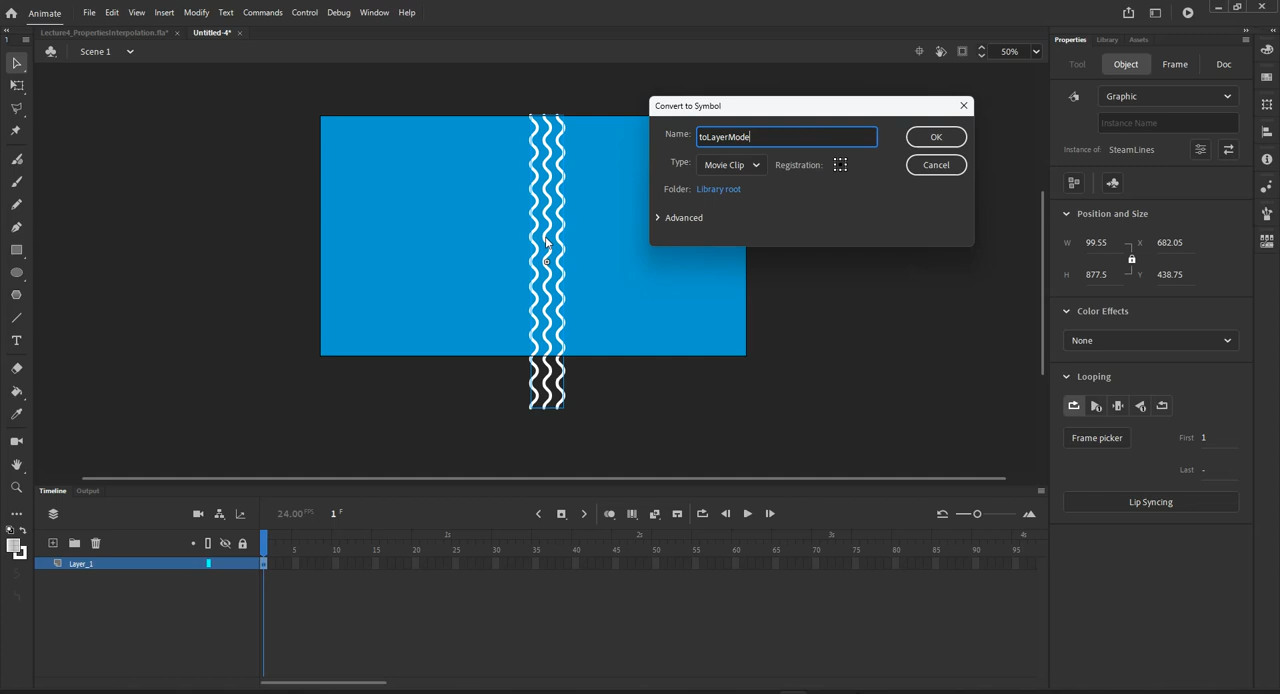 Animate File Edit View Insert Modify Text Commands Control Debug Window Help
1 Lecture4_PropertiesInterpolation.fla* × Untitled-4* ×
Scene 1 50%
Properties Library Assets
Tool Object Frame Doc
Graphic
Instance Name
Instance of: SteamLines
Position and Size
W 99.55 X 682.05
H 877.5 Y 438.75
Color Effects
None
Looping
Frame picker First 1
Last -
Lip Syncing
Convert to Symbol
Name: toLayerMode
OK
Type: Movie Clip Registration:
Cancel
Folder: Library root
Advanced
Timeline Output
24.00 FPS 1 F
1s 2s 3s 4s
5 10 15 20 25 30 35 40 45 50 55 60 65 70 75 80 85 90 95
Layer_1